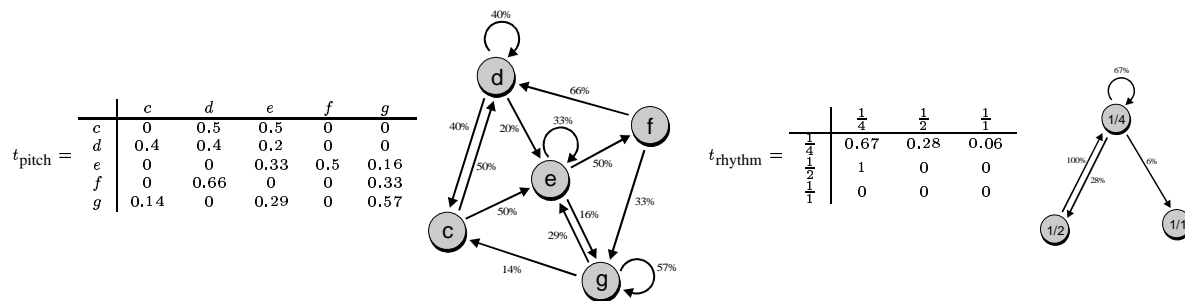 c d e f g
c 0 0.5 0.5 0 0
d 0.4 0.4 0.2 0 0
t_pitch = e 0 0 0.33 0.5 0.16
f 0 0.66 0 0 0.33
g 0.14 0 0.29 0 0.57
40%
d
66%
40%
20%
33%
f
50%
50%
e
50%
16%
33%
c
29%
14%
57%
g
1/4 1/2 1/1
1/4 0.67 0.28 0.06
t_rhythm = 1/2 1 0 0
1/1 0 0 0
67%
1/4
100%
28%
6%
1/2
1/1